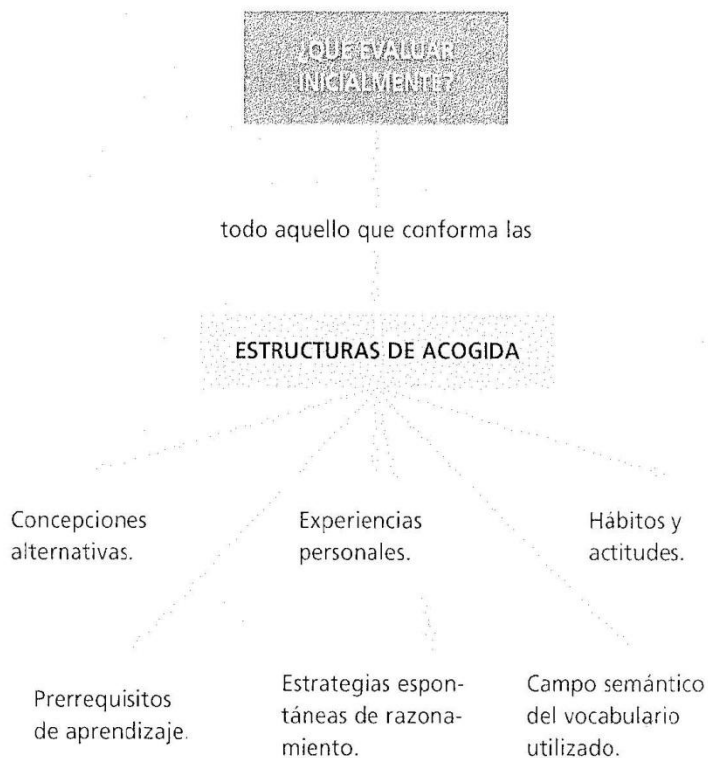 ¿QUE EVALUAR
INICIALMENTE?
todo aquello que conforma las
ESTRUCTURAS DE ACOGIDA
Concepciones
alternativas.
Experiencias
personales.
Hábitos y
actitudes.
Prerrequisitos
de aprendizaje.
Estrategias espon-
táneas de razona-
miento.
Campo semántico
del vocabulario
utilizado.